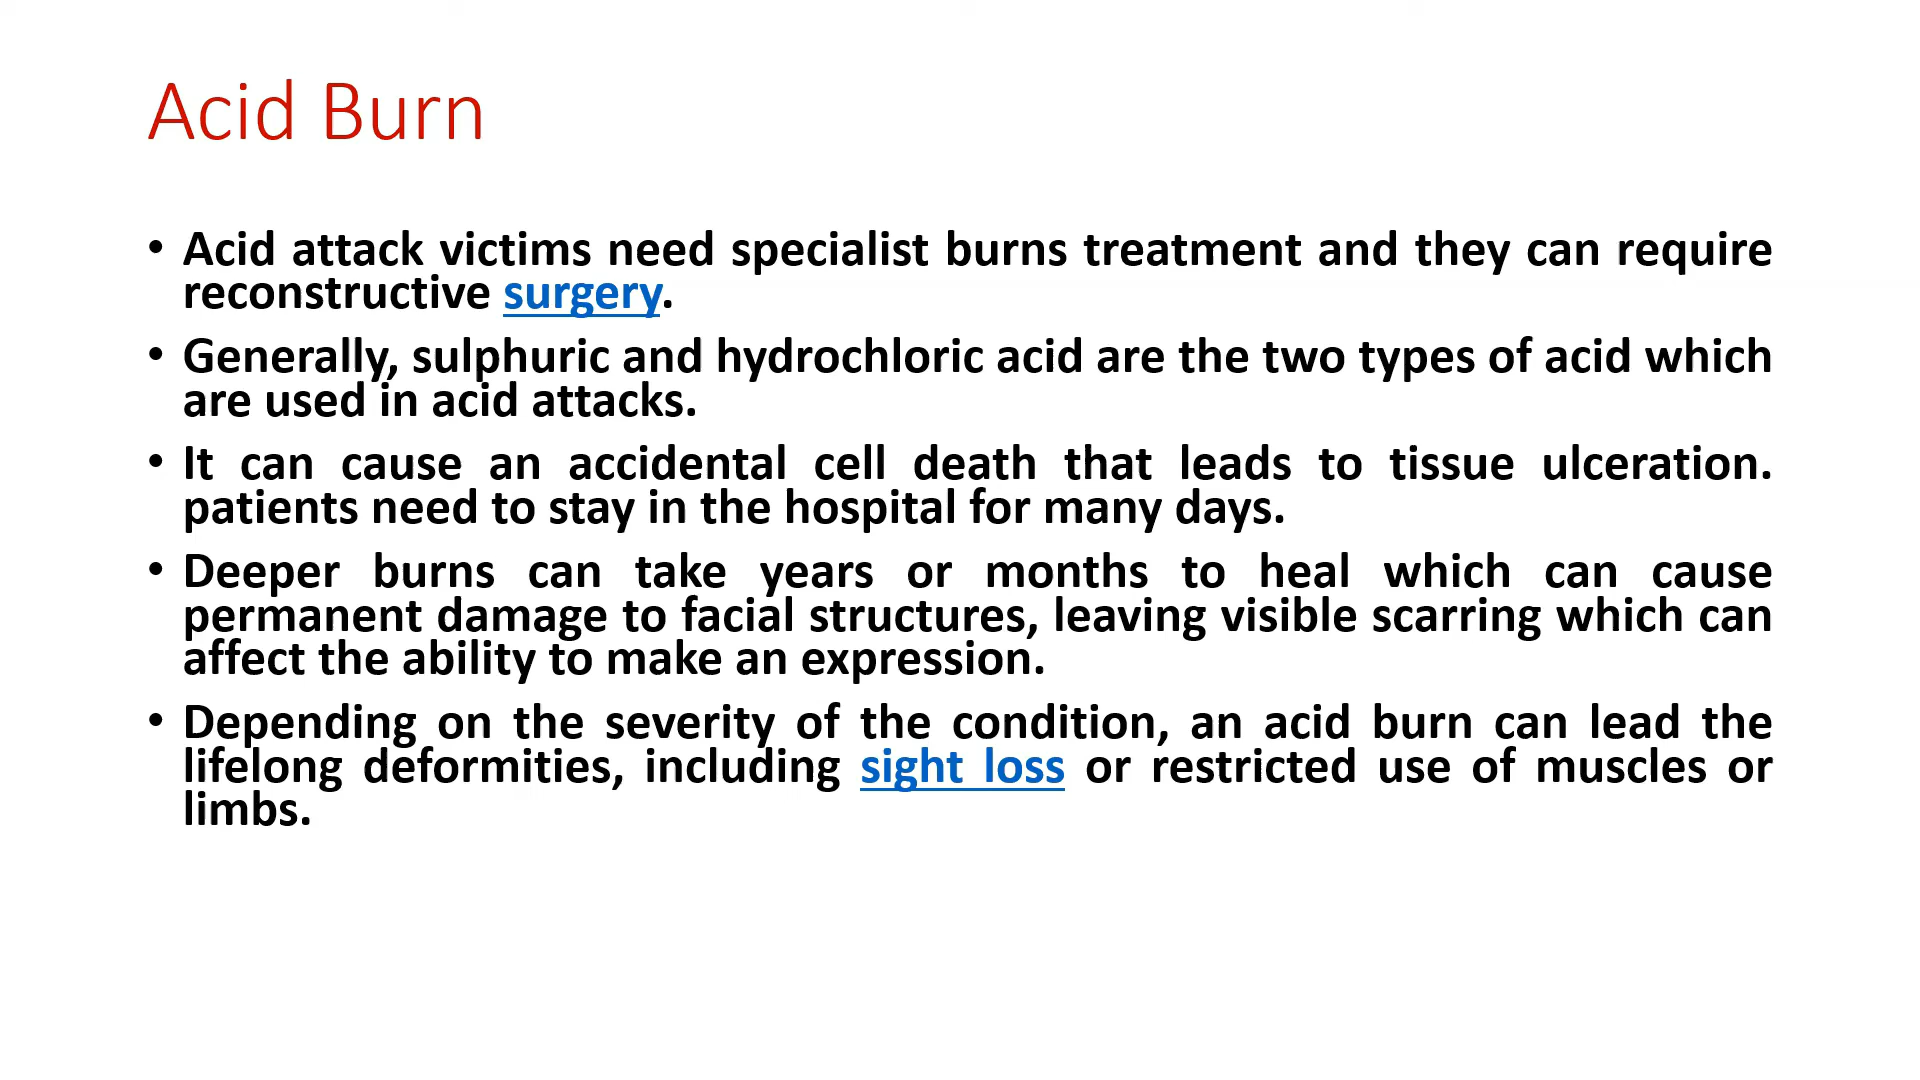 Acid Burn
• Acid attack victims need specialist burns treatment and they can require
reconstructive surgery.
• Generally, sulphuric and hydrochloric acid are the two types of acid which
are used in acid attacks.
• It can cause an accidental cell death that leads to tissue ulceration.
patients need to stay in the hospital for many days.
• Deeper burns can take years or months to heal which can cause
permanent damage to facial structures, leaving visible scarring which can
affect the ability to make an expression.
• Depending on the severity of the condition, an acid burn can lead the
lifelong deformities, including sight loss or restricted use of muscles or
limbs.